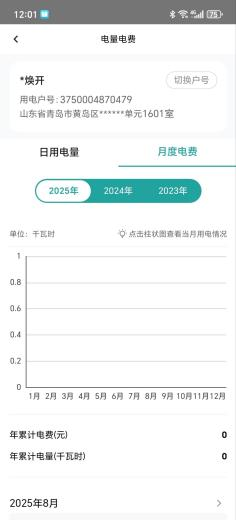 12:01
4G
75
电量电费
*焕开
切换户号
用电户号:3750004870479
山东省青岛市黄岛区******单元1601室
日用电量
月度电费
2025年
2024年
2023年
单位：千瓦时
点击柱状图查看当月用电情况
1
0.8
0.6
0.4
0.2
0
1月 2月 3月 4月 5月 6月 7月 8月 9月 10月11月12月
年累计电费(元)
0
年累计电量(千瓦时)
0
2025年8月